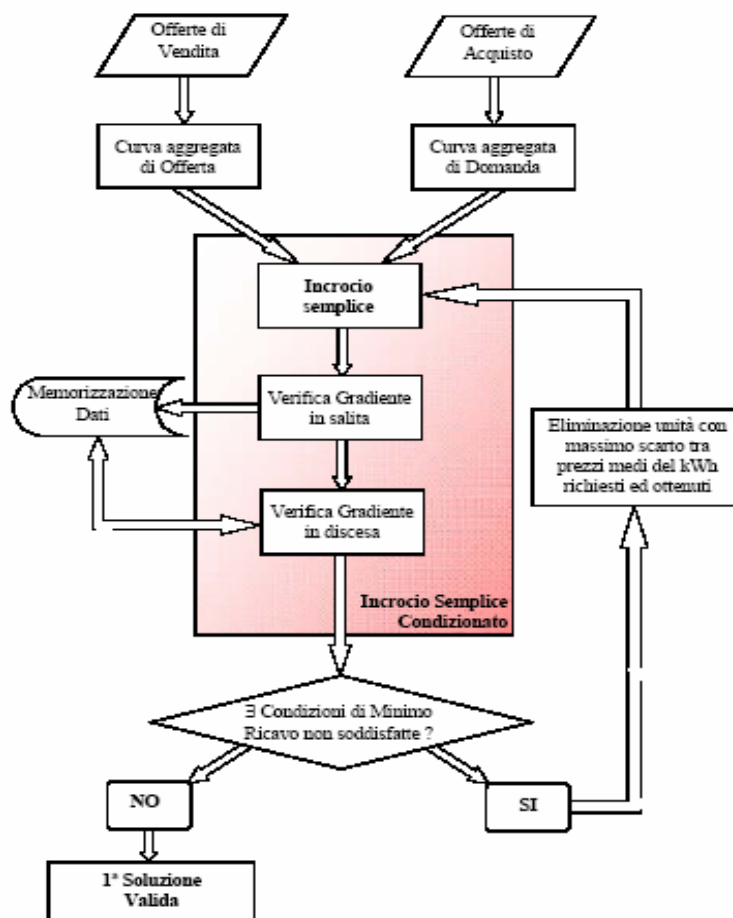 Offerte di
Vendita
Offerte di
Acquisto
Curva aggregata
di Offerta
Curva aggregata
di Domanda
Incrocio
semplice
Memorizzazione
Dati
Verifica Gradiente
in salita
Eliminazione unità con
massimo scarto tra
prezzi medi del kWh
richiesti ed ottenuti
Verifica Gradiente
in discesa
Incrocio Semplice
Condizionato
∃ Condizioni di Minimo
Ricavo non soddisfatte ?
NO
SI
1ª Soluzione
Valida